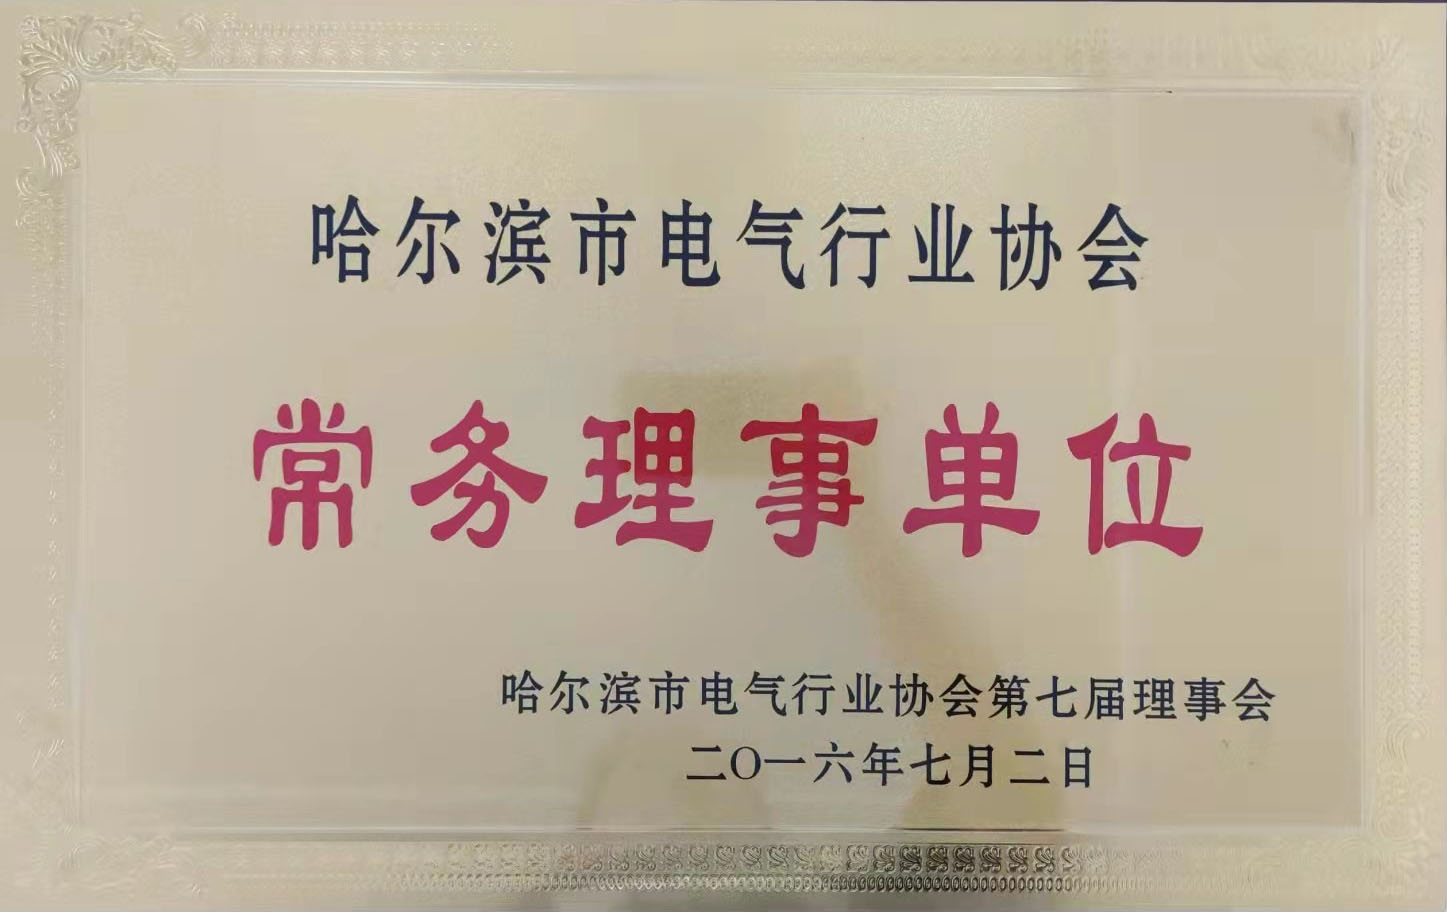 哈尔滨市电气行业协会
常务理事单位
哈尔滨市电气行业协会第七届理事会
二〇一六年七月二日